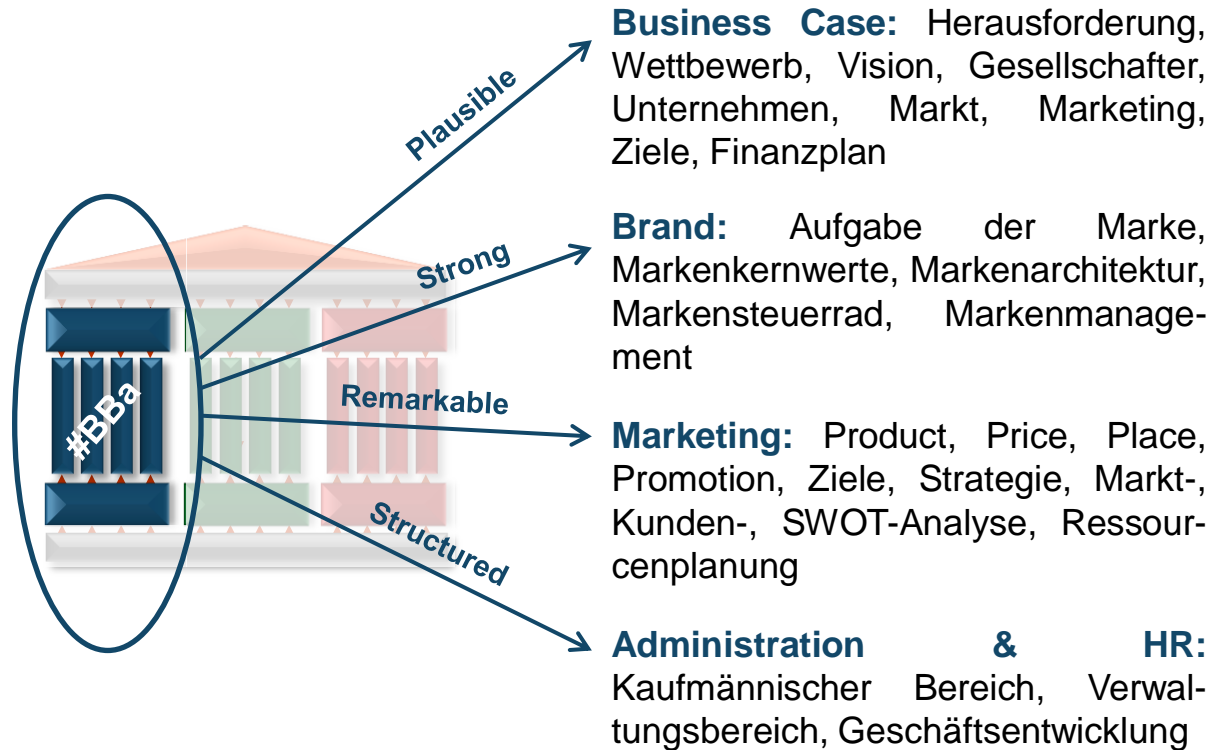 Business Case: Herausforderung,
Wettbewerb, Vision, Gesellschafter,
Unternehmen, Markt, Marketing,
Ziele, Finanzplan
Plausible
Brand: Aufgabe der Marke,
Markenkernwerte, Markenarchitektur,
Markensteuerrad, Markenmanage-
ment
Strong
#BBa
Remarkable
Marketing: Product, Price, Place,
Promotion, Ziele, Strategie, Markt-,
Kunden-, SWOT-Analyse, Ressour-
cenplanung
Structured
Administration & HR:
Kaufmännischer Bereich, Verwal-
tungsbereich, Geschäftsentwicklung